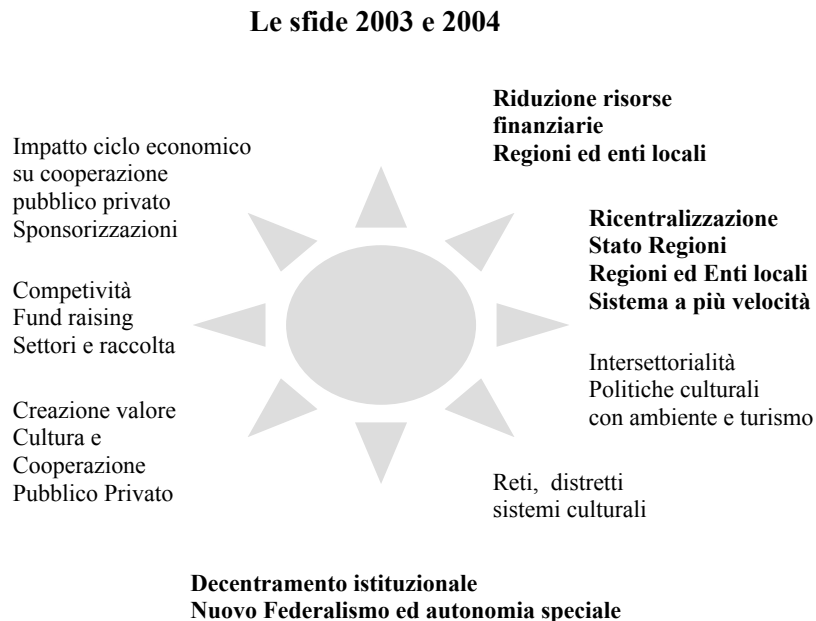 Le sfide 2003 e 2004
Riduzione risorse
finanziarie
Regioni ed enti locali
Impatto ciclo economico
su cooperazione
pubblico privato
Sponsorizzazioni
Ricentralizzazione
Stato Regioni
Regioni ed Enti locali
Sistema a più velocità
Competività
Fund raising
Settori e raccolta
Intersettorialità
Politiche culturali
con ambiente e turismo
Creazione valore
Cultura e
Cooperazione
Pubblico Privato
Reti, distretti
sistemi culturali
Decentramento istituzionale
Nuovo Federalismo ed autonomia speciale